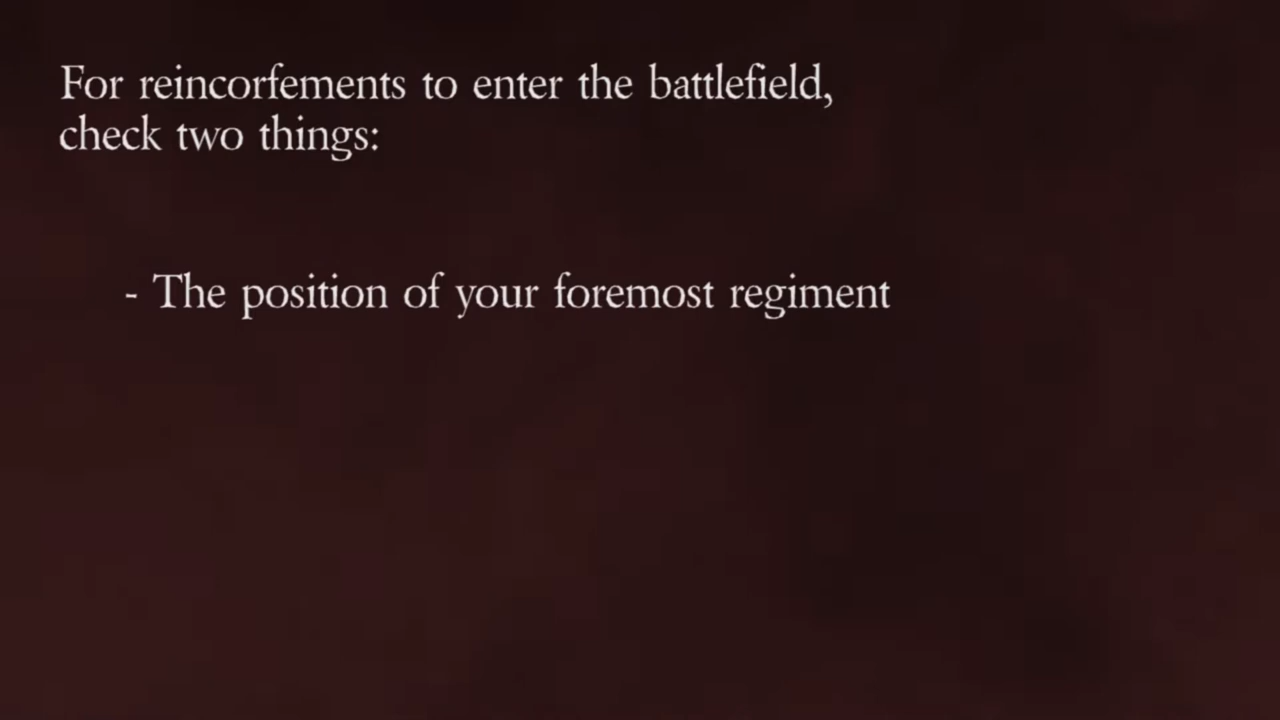 For reincorfements to enter the battlefield,
check two things:
- The position of your foremost regiment